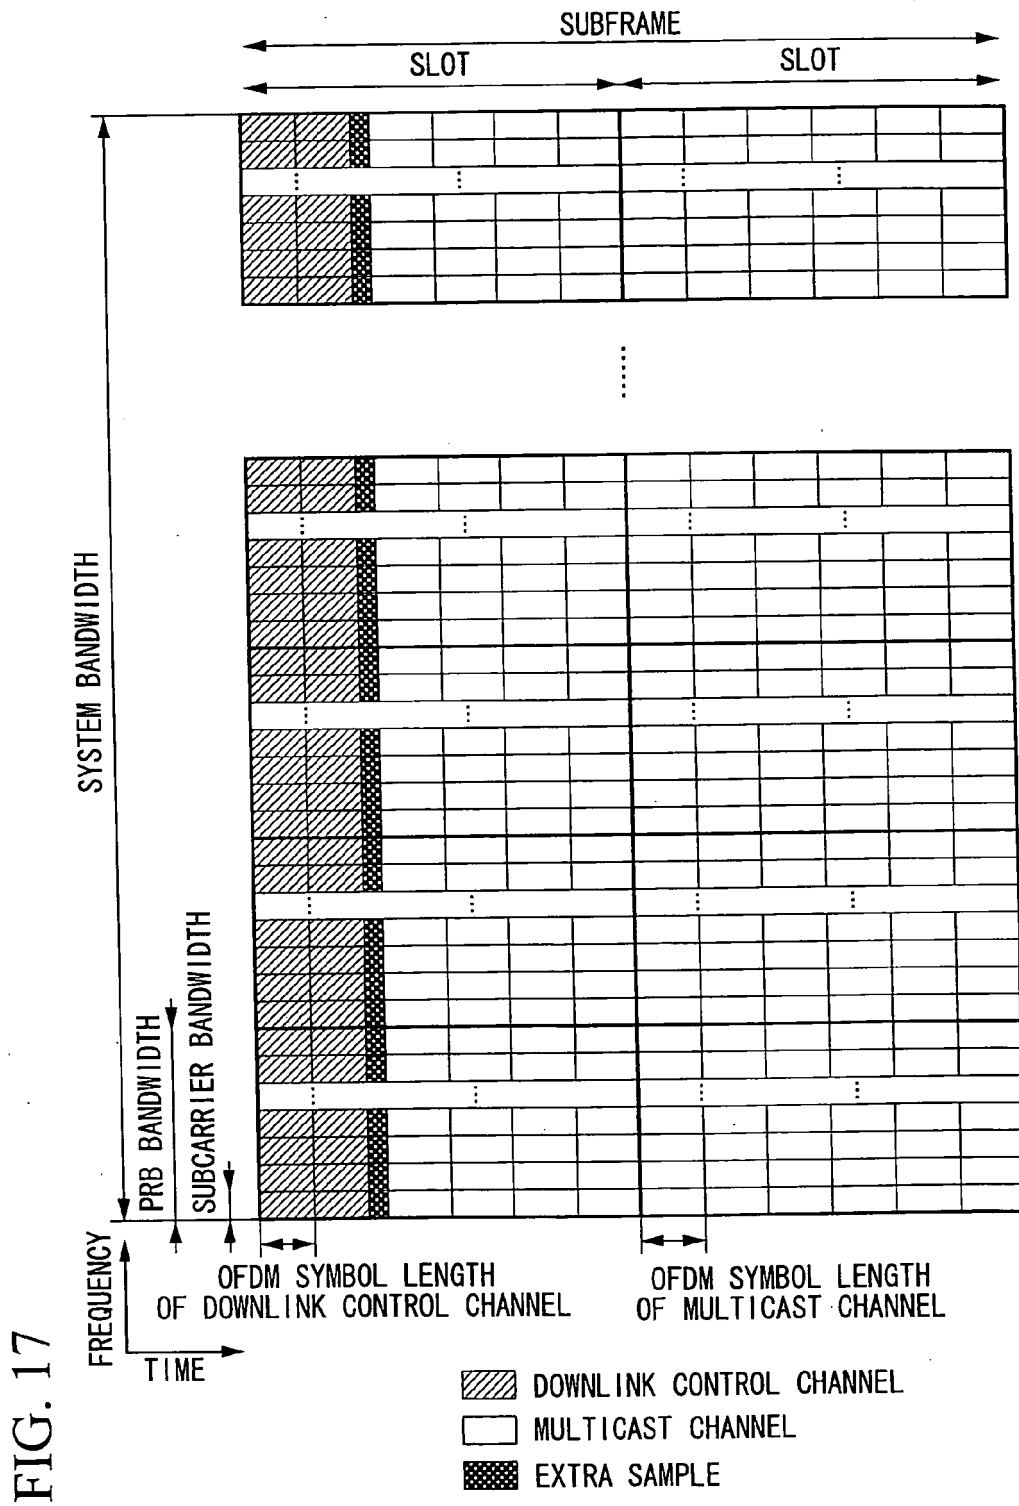 SUBFRAME
SLOT
SLOT
SYSTEM BANDWIDTH
PRB BANDWIDTH
SUBCARRIER BANDWIDTH
FREQUENCY
TIME
OFDM SYMBOL LENGTH
OF DOWNLINK CONTROL CHANNEL
OFDM SYMBOL LENGTH
OF MULTICAST CHANNEL
DOWNLINK CONTROL CHANNEL
MULTICAST CHANNEL
EXTRA SAMPLE
FIG. 17